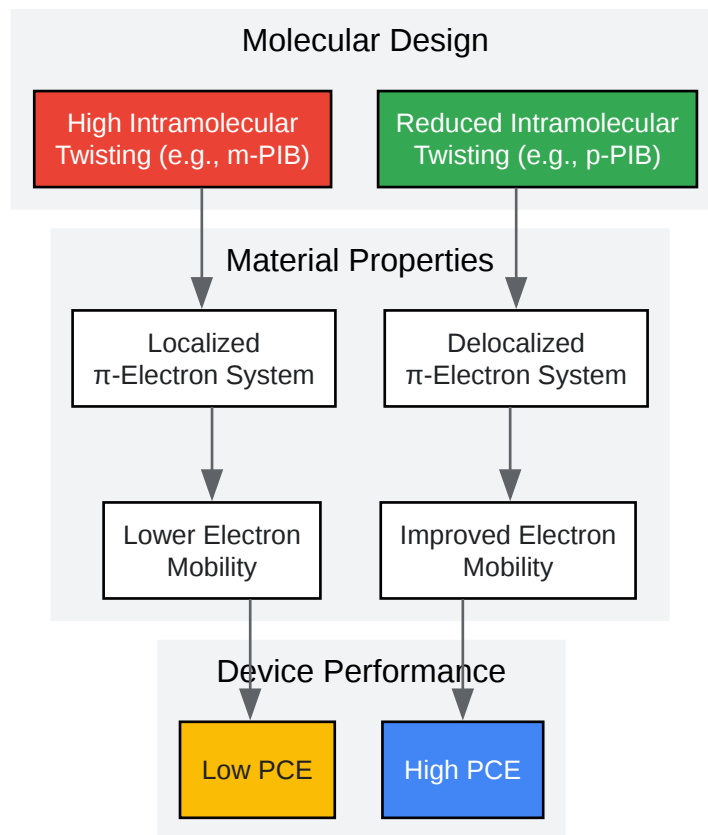 Molecular Design
High Intramolecular
Twisting (e.g., m-PIB)
Reduced Intramolecular
Twisting (e.g., p-PIB)
Material Properties
Localized
π-Electron System
Delocalized
π-Electron System
Lower Electron
Mobility
Improved Electron
Mobility
Device Performance
Low PCE
High PCE